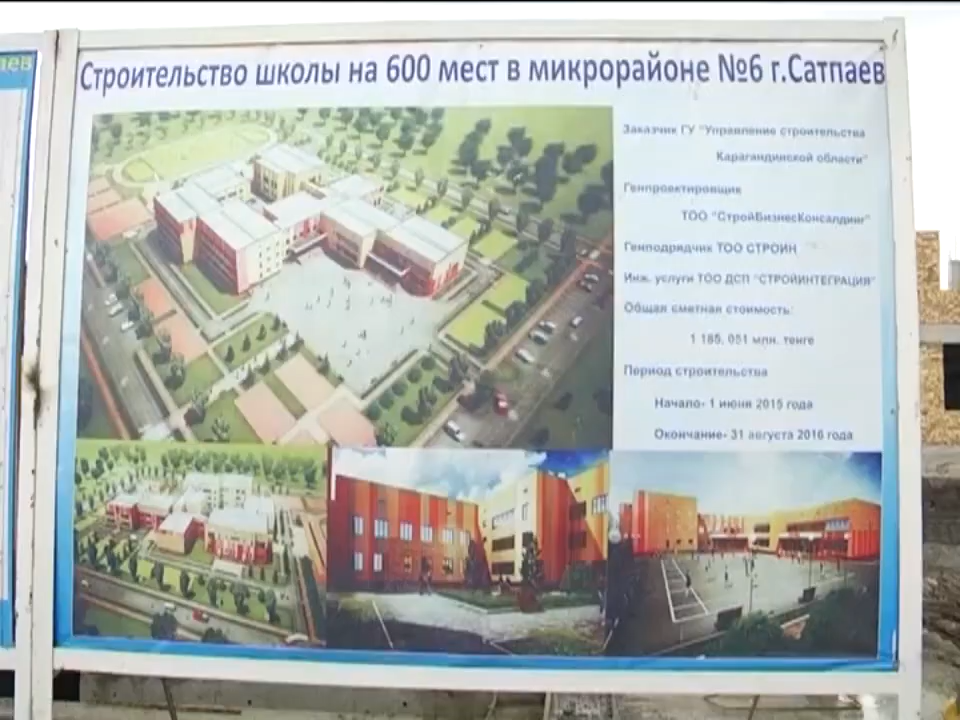 аев
Строительство школы на 600 мест в микрорайоне №6 г.Сатпаев
Заказчик ГУ "Управление строительства
Карагандинской области"
Генпроектировщик
ТОО "СтройБизнесКонсалдинг"
Генподрядчик ТОО СТРОИН
Инж. услуги ТОО ДСП "СТРОЙИНТЕГРАЦИЯ"
Общая сметная стоимость:
1 185, 051 млн. тенге
Период строительства
Начало- 1 июня 2015 года
Окончание- 31 августа 2016 года